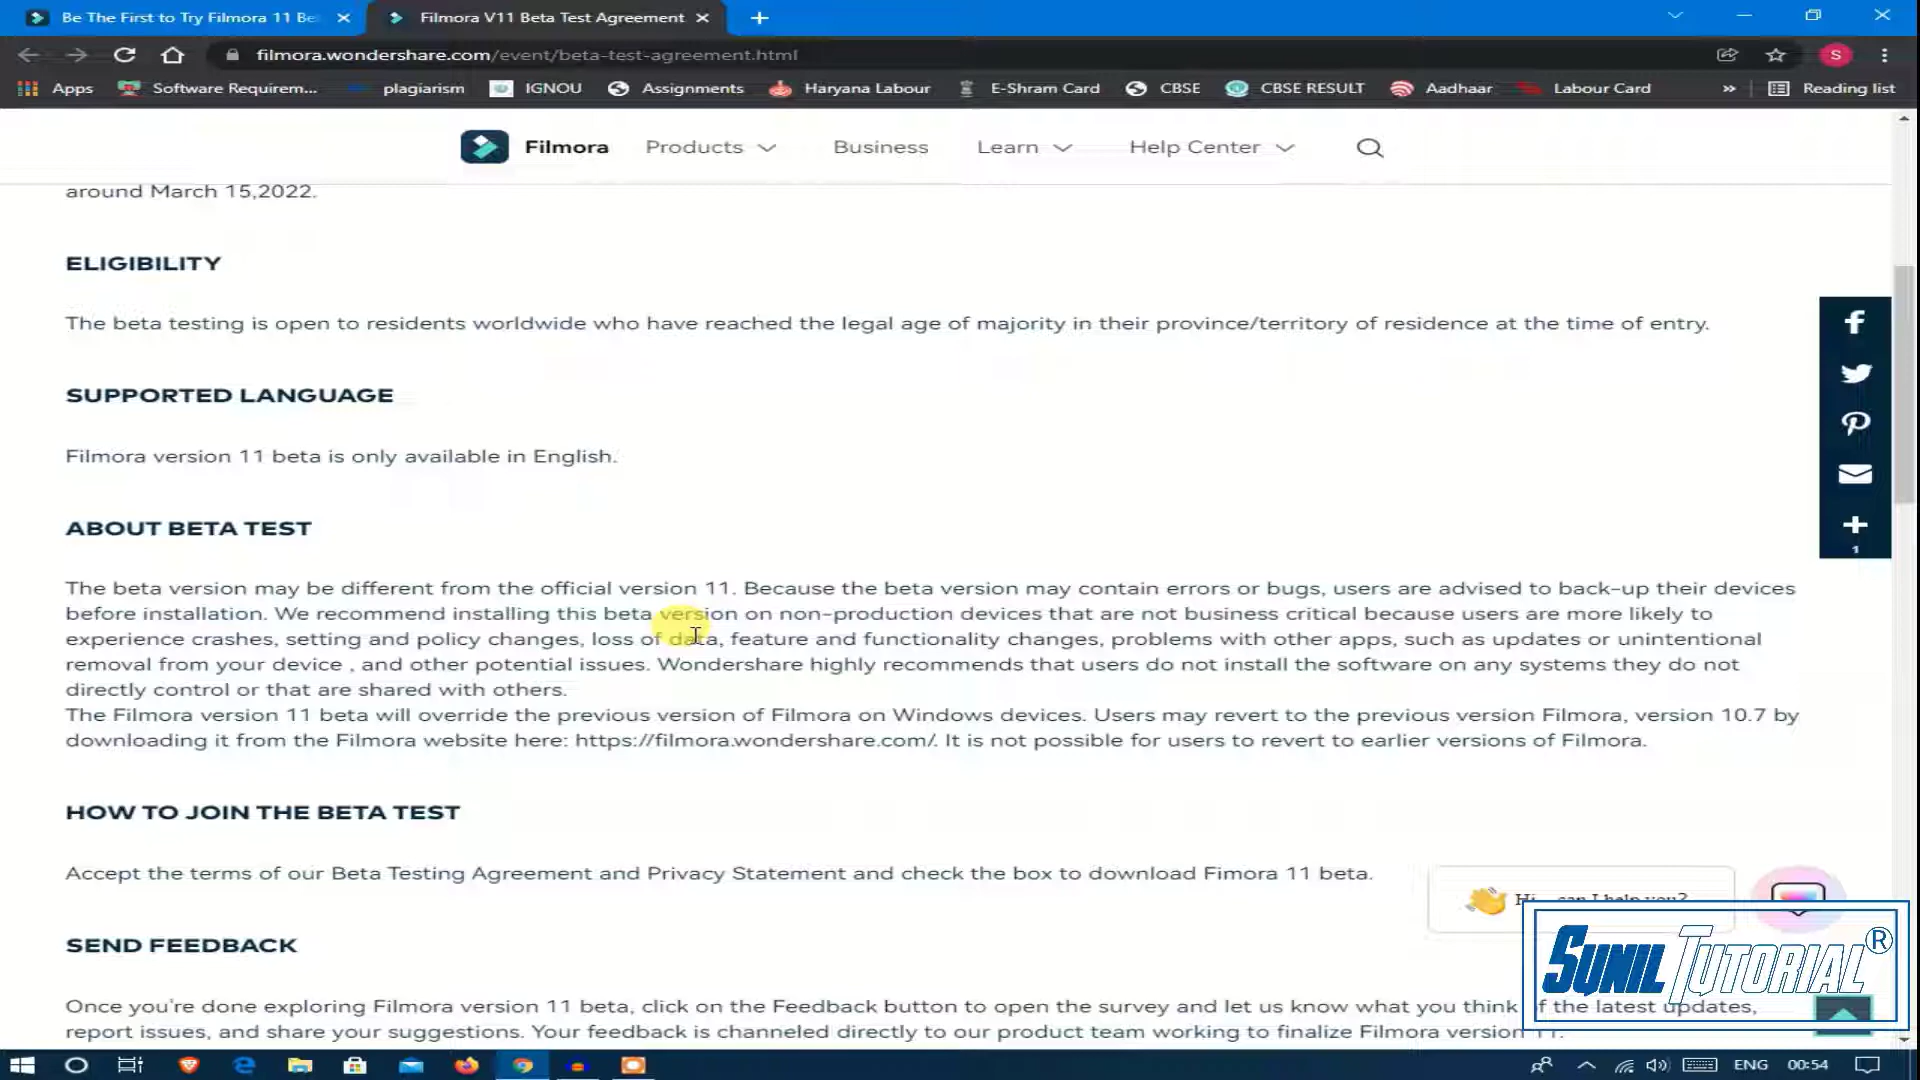 Be The First to Try Filmora 11 Be
Filmora V11 Beta Test Agreement
filmora.wondershare.com/event/beta-test-agreement.html
S
Apps
Software Requirem...
plagiarism
IGNOU
Assignments
Haryana Labour
E-Shram Card
CBSE
CBSE RESULT
Aadhaar
Labour Card
»
Reading list
Filmora
Products
Business
Learn
Help Center
around March 15,2022.
ELIGIBILITY
The beta testing is open to residents worldwide who have reached the legal age of majority in their province/territory of residence at the time of entry.
SUPPORTED LANGUAGE
Filmora version 11 beta is only available in English.
1
ABOUT BETA TEST
The beta version may be different from the official version 11. Because the beta version may contain errors or bugs, users are advised to back-up their devices
before installation. We recommend installing this beta version on non-production devices that are not business critical because users are more likely to
experience crashes, setting and policy changes, loss of data, feature and functionality changes, problems with other apps, such as updates or unintentional
removal from your device , and other potential issues. Wondershare highly recommends that users do not install the software on any systems they do not
directly control or that are shared with others.
The Filmora version 11 beta will override the previous version of Filmora on Windows devices. Users may revert to the previous version Filmora, version 10.7 by
downloading it from the Filmora website here: https://filmora.wondershare.com/. It is not possible for users to revert to earlier versions of Filmora.
HOW TO JOIN THE BETA TEST
Accept the terms of our Beta Testing Agreement and Privacy Statement and check the box to download Fimora 11 beta.
Hi, can I help you?
SUNIL TUTORIAL®
SEND FEEDBACK
Once you're done exploring Filmora version 11 beta, click on the Feedback button to open the survey and let us know what you think of the latest updates,
report issues, and share your suggestions. Your feedback is channeled directly to our product team working to finalize Filmora version 11.
ENG
00:54